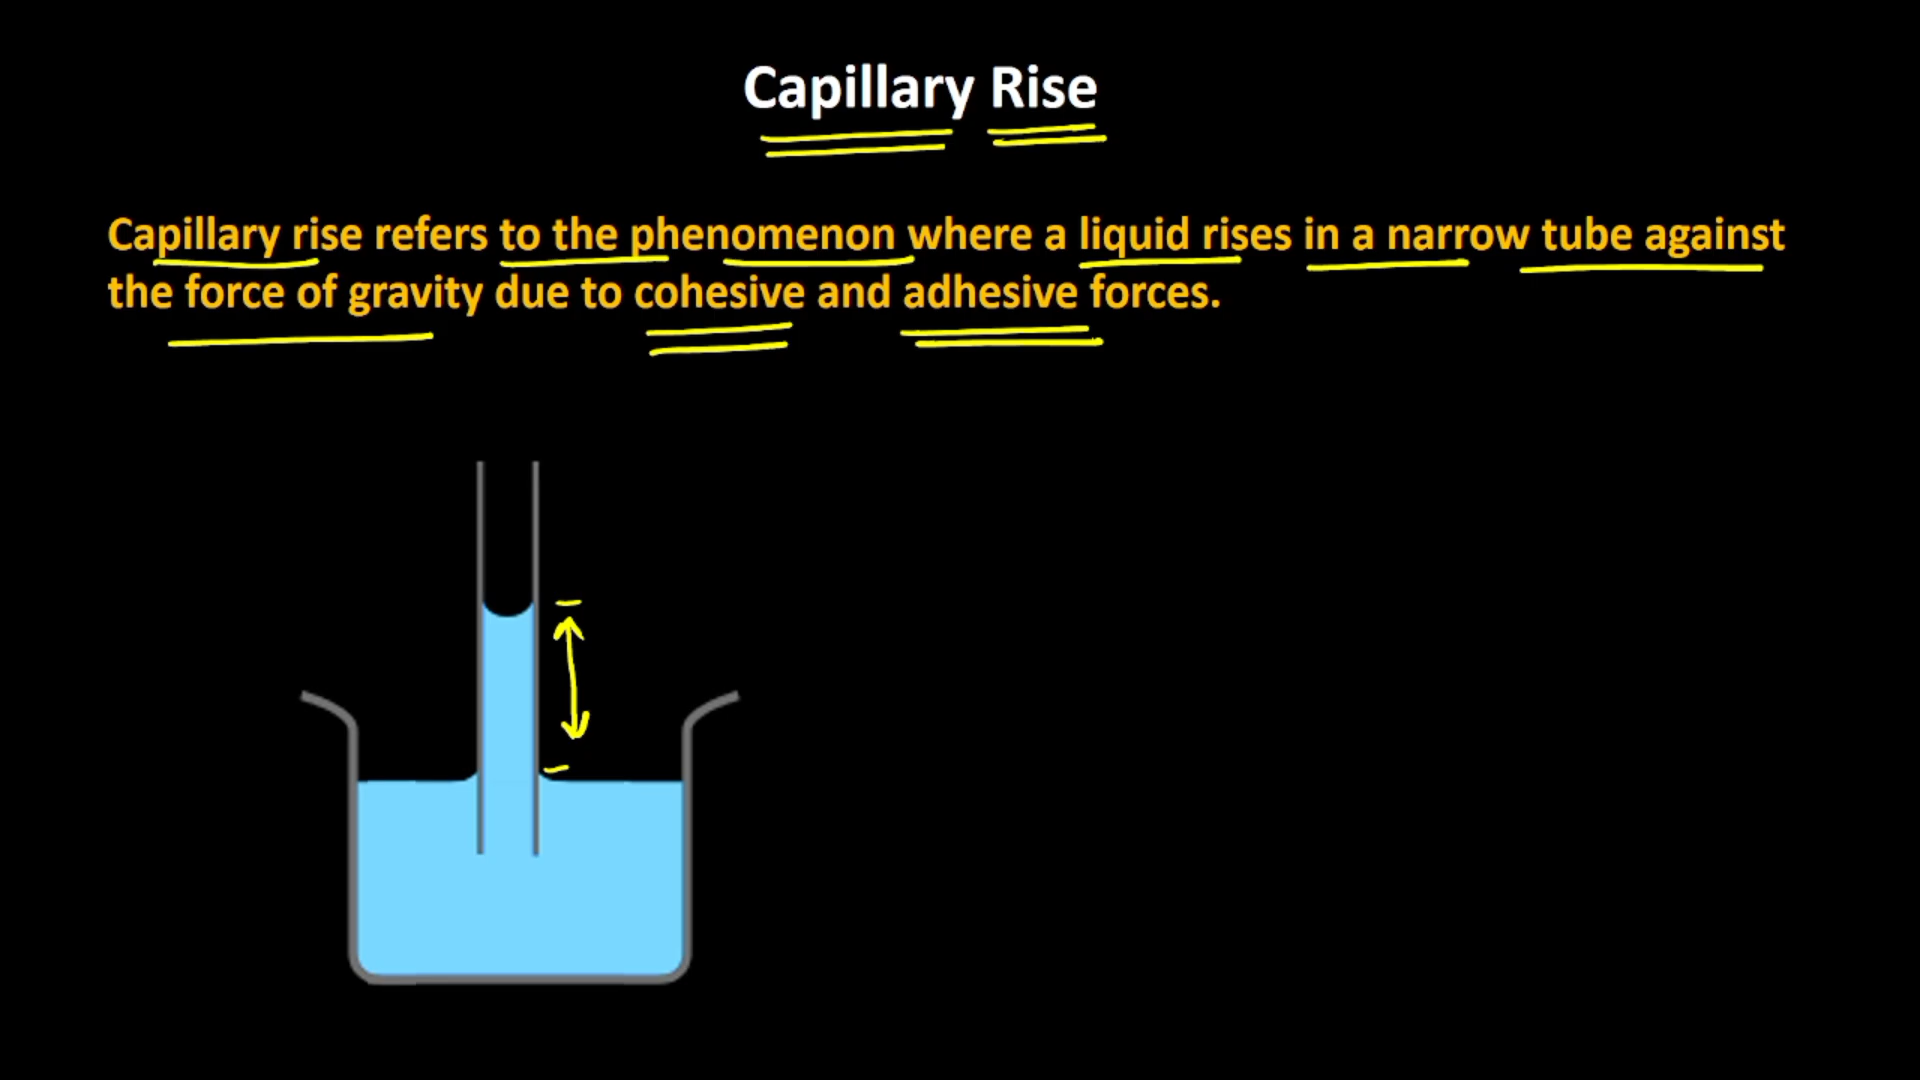 Capillary Rise
Capillary rise refers to the phenomenon where a liquid rises in a narrow tube against
the force of gravity due to cohesive and adhesive forces.